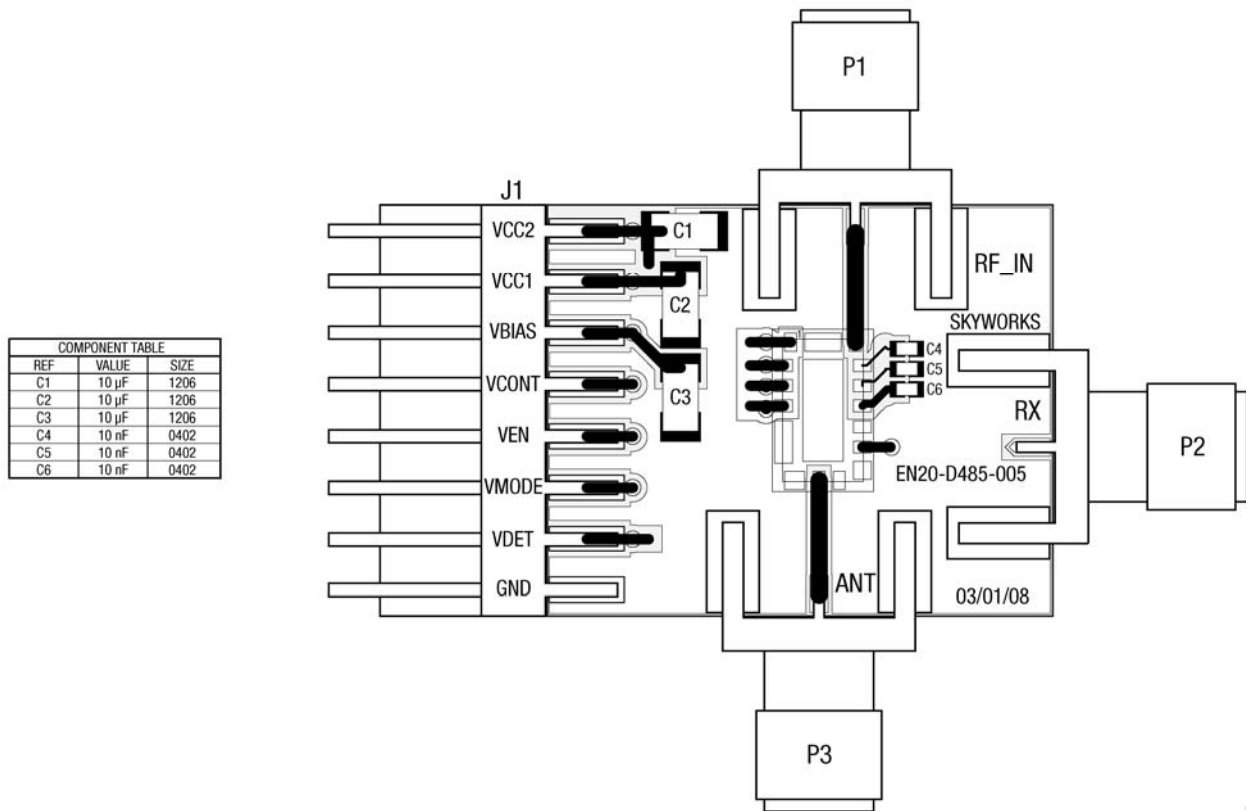 COMPONENT TABLE
REF VALUE SIZE
C1 10 µF 1206
C2 10 µF 1206
C3 10 µF 1206
C4 10 nF 0402
C5 10 nF 0402
C6 10 nF 0402
J1
VCC2
VCC1
VBIAS
VCONT
VEN
VMODE
VDET
GND
C1
C2
C3
P1
RF_IN
SKYWORKS
C4
C5
C6
RX
P2
EN20-D485-005
ANT
03/01/08
P3